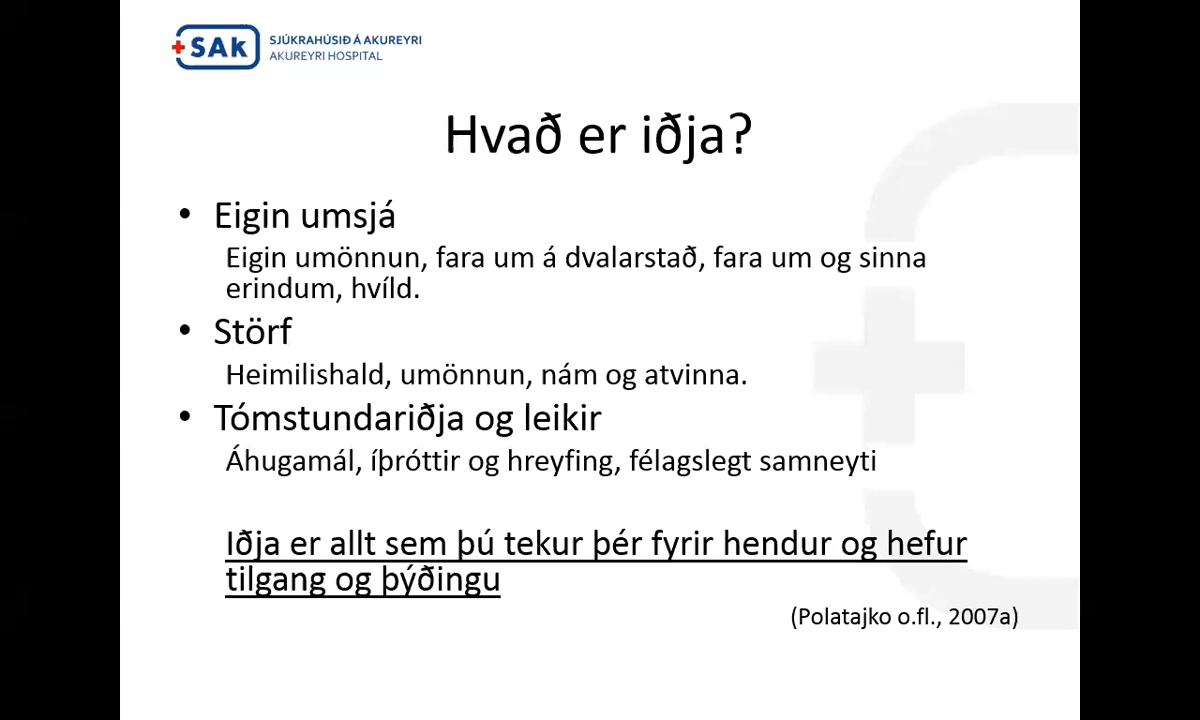 SAK
SJÚKRAHÚSIÐ Á AKUREYRI
AKUREYRI HOSPITAL
Hvað er iðja?
• Eigin umsjá
Eigin umönnun, fara um á dvalarstað, fara um og sinna
erindum, hvíld.
• Störf
Heimilishald, umönnun, nám og atvinna.
• Tómstundariðja og leikir
Áhugamál, íþróttir og hreyfing, félagslegt samneyti
Iðja er allt sem þú tekur þér fyrir hendur og hefur
tilgang og þýðingu
(Polatajko o.fl., 2007a)